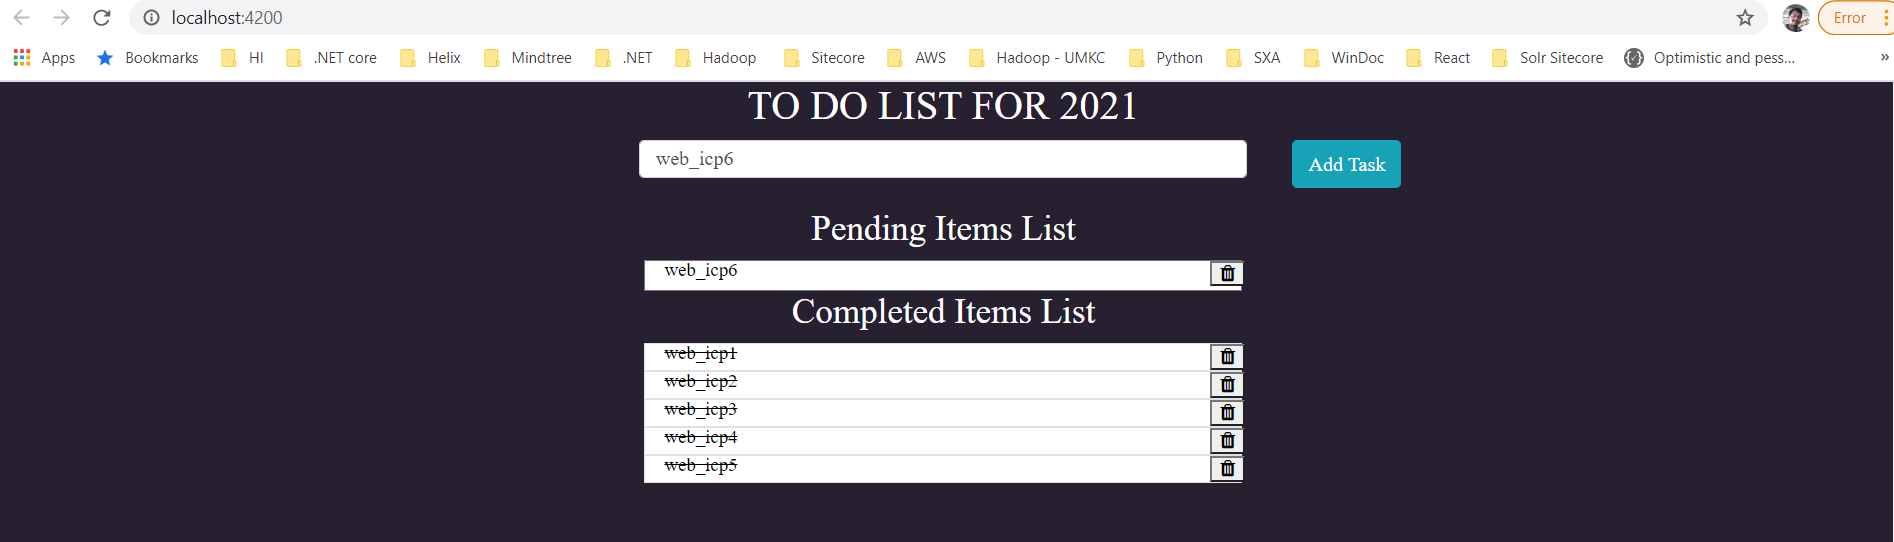 localhost:4200
Error
Apps Bookmarks HI .NET core Helix Mindtree .NET Hadoop Sitecore AWS Hadoop - UMKC Python SXA WinDoc React Solr Sitecore Optimistic and pess... »
TO DO LIST FOR 2021
web_icp6
Add Task
Pending Items List
web_icp6
Completed Items List
web_icp1
web_icp2
web_icp3
web_icp4
web_icp5